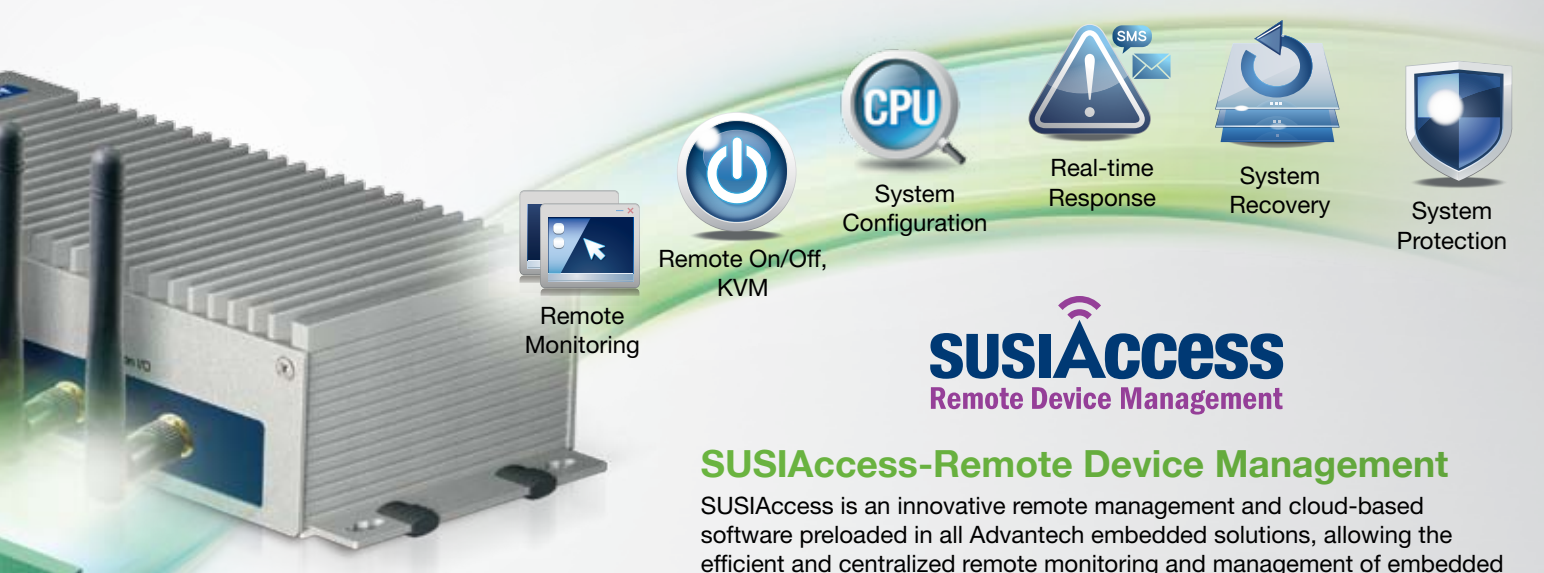 SMS
CPU
Real-time
Response
System
Recovery
System
Configuration
System
Protection
Remote On/Off,
KVM
Remote
Monitoring
on I/O
SUSIAccess
Remote Device Management
SUSIAccess-Remote Device Management
SUSIAccess is an innovative remote management and cloud-based
software preloaded in all Advantech embedded solutions, allowing the
efficient and centralized remote monitoring and management of embedded